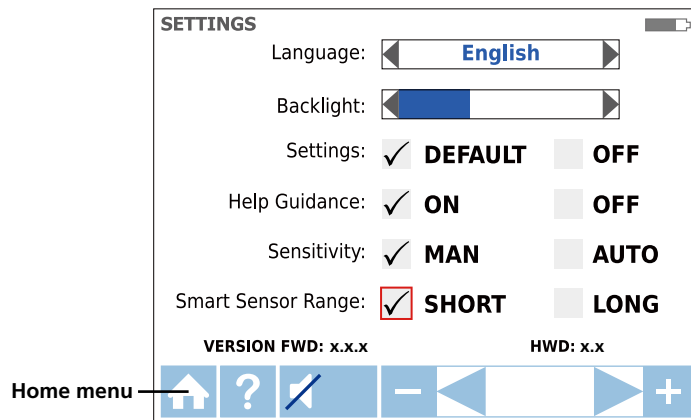 SETTINGS
Language: English
Backlight:
Settings: DEFAULT OFF
Help Guidance: ON OFF
Sensitivity: MAN AUTO
Smart Sensor Range: SHORT LONG
VERSION FWD: x.x.x HWD: x.x
Home menu ? − +